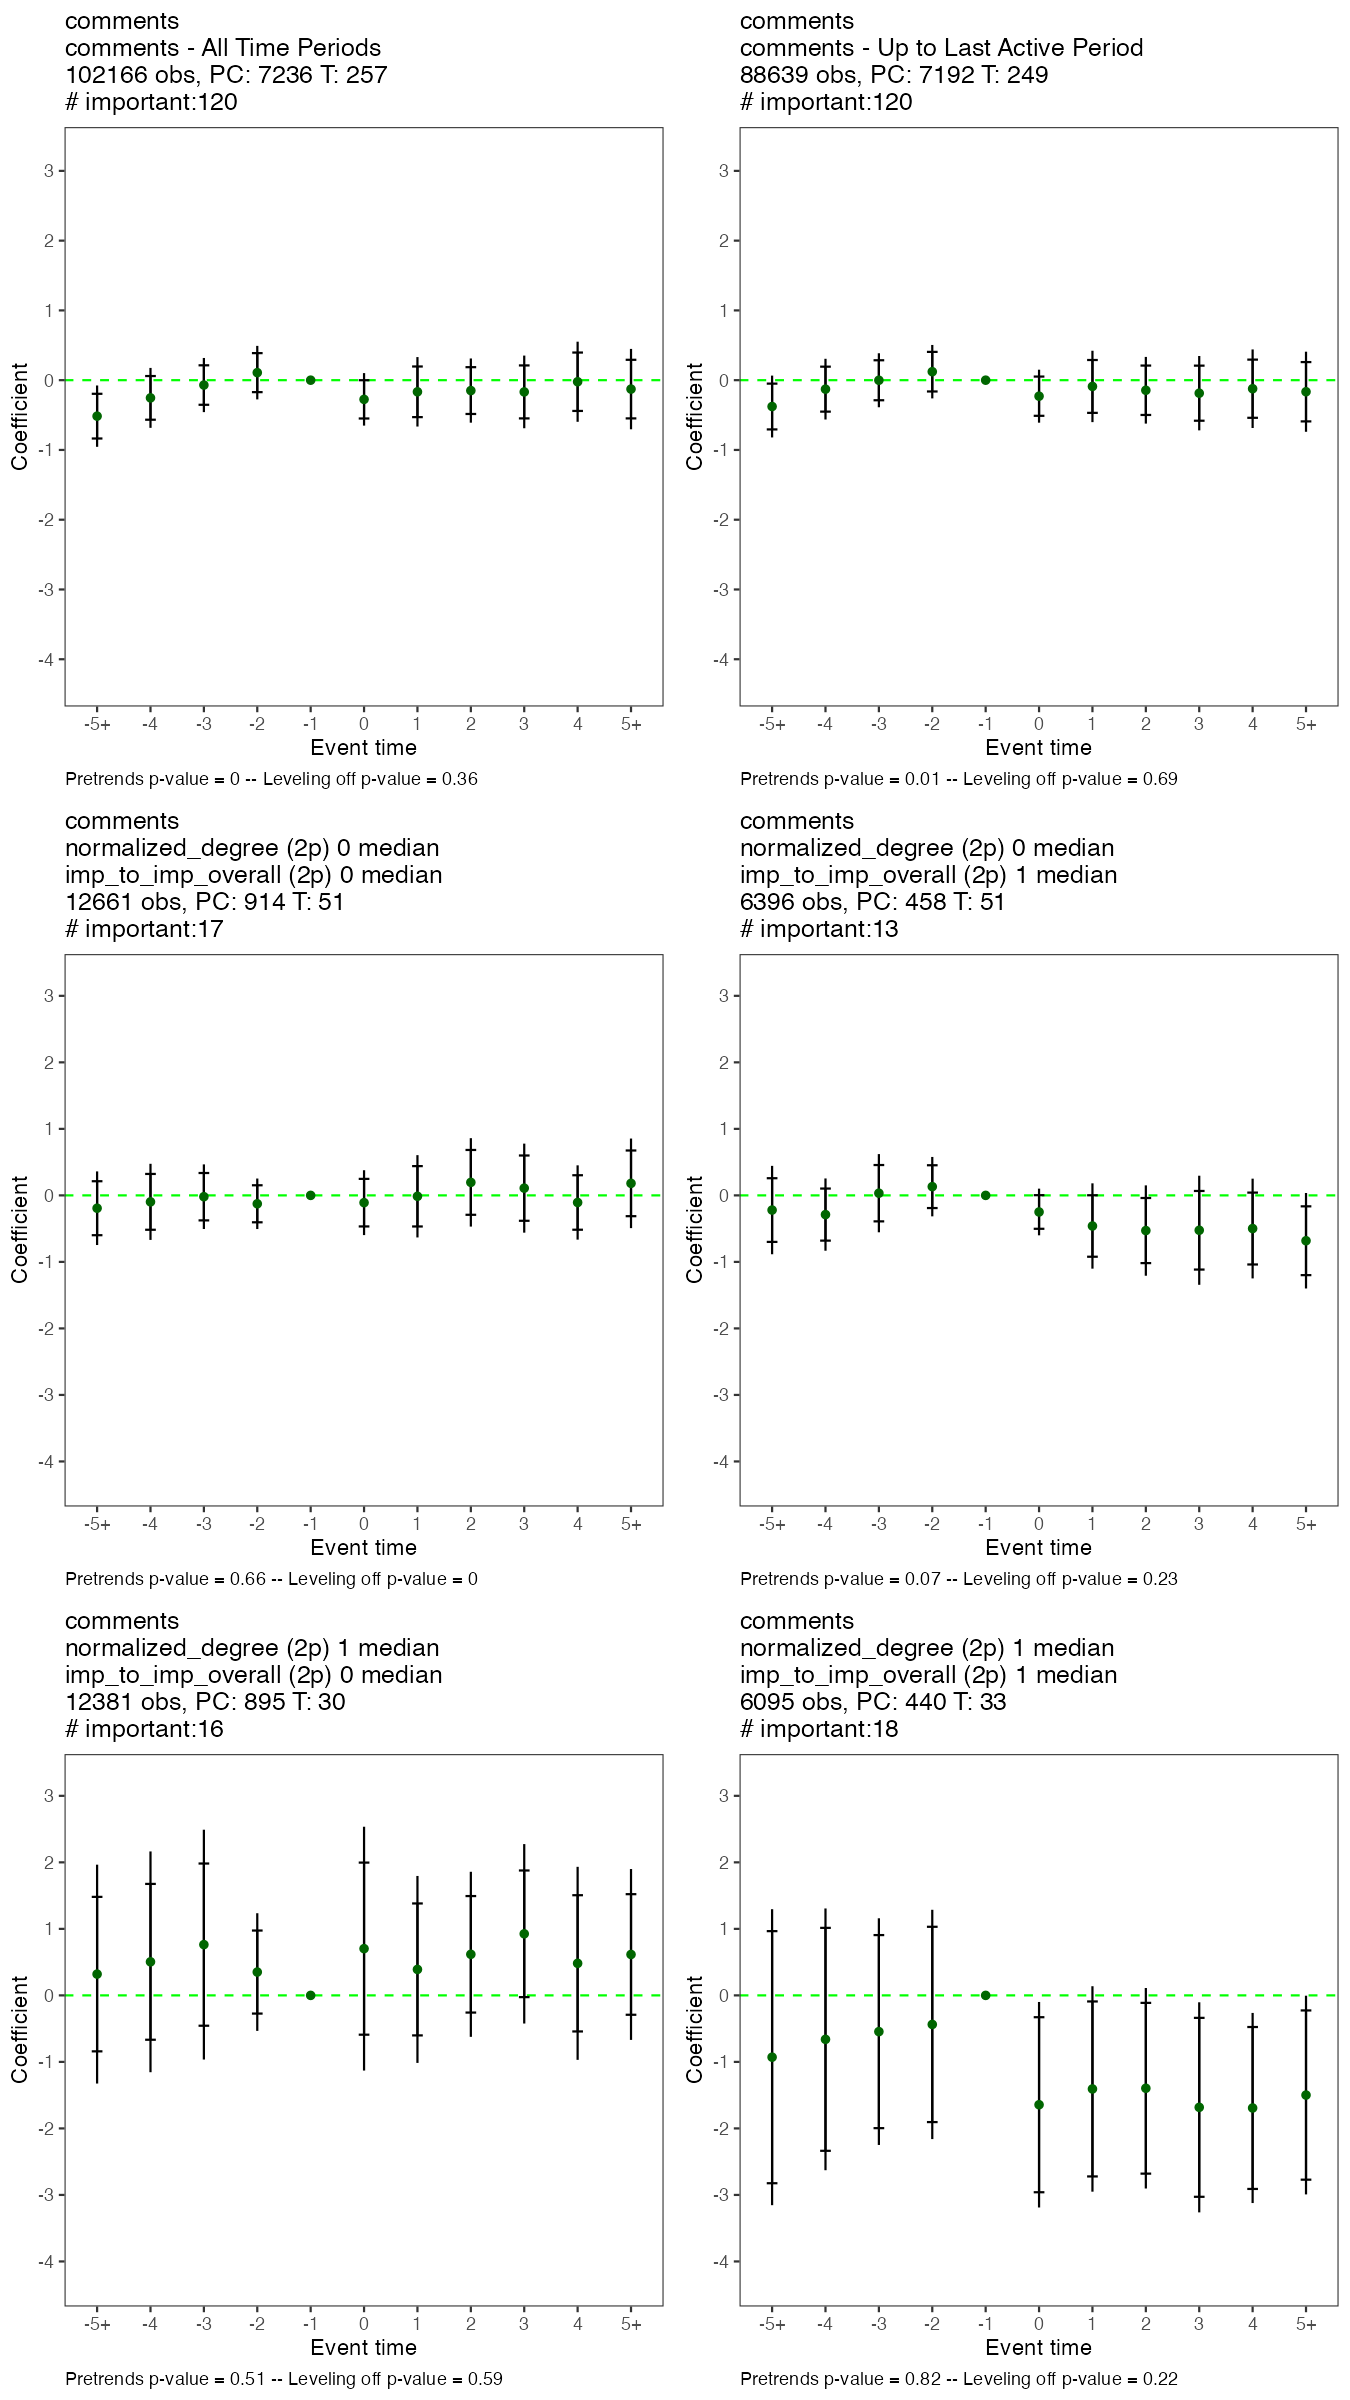 comments
comments - All Time Periods
102166 obs, PC: 7236 T: 257
# important:120
3
2
1
0
-1
-2
-3
-4
Coefficient
-5+ -4 -3 -2 -1 0 1 2 3 4 5+
Event time
Pretrends p-value = 0 -- Leveling off p-value = 0.36
comments
comments - Up to Last Active Period
88639 obs, PC: 7192 T: 249
# important:120
3
2
1
0
-1
-2
-3
-4
Coefficient
-5+ -4 -3 -2 -1 0 1 2 3 4 5+
Event time
Pretrends p-value = 0.01 -- Leveling off p-value = 0.69
comments
normalized_degree (2p) 0 median
imp_to_imp_overall (2p) 0 median
12661 obs, PC: 914 T: 51
# important:17
3
2
1
0
-1
-2
-3
-4
Coefficient
-5+ -4 -3 -2 -1 0 1 2 3 4 5+
Event time
Pretrends p-value = 0.66 -- Leveling off p-value = 0
comments
normalized_degree (2p) 0 median
imp_to_imp_overall (2p) 1 median
6396 obs, PC: 458 T: 51
# important:13
3
2
1
0
-1
-2
-3
-4
Coefficient
-5+ -4 -3 -2 -1 0 1 2 3 4 5+
Event time
Pretrends p-value = 0.07 -- Leveling off p-value = 0.23
comments
normalized_degree (2p) 1 median
imp_to_imp_overall (2p) 0 median
12381 obs, PC: 895 T: 30
# important:16
3
2
1
0
-1
-2
-3
-4
Coefficient
-5+ -4 -3 -2 -1 0 1 2 3 4 5+
Event time
Pretrends p-value = 0.51 -- Leveling off p-value = 0.59
comments
normalized_degree (2p) 1 median
imp_to_imp_overall (2p) 1 median
6095 obs, PC: 440 T: 33
# important:18
3
2
1
0
-1
-2
-3
-4
Coefficient
-5+ -4 -3 -2 -1 0 1 2 3 4 5+
Event time
Pretrends p-value = 0.82 -- Leveling off p-value = 0.22